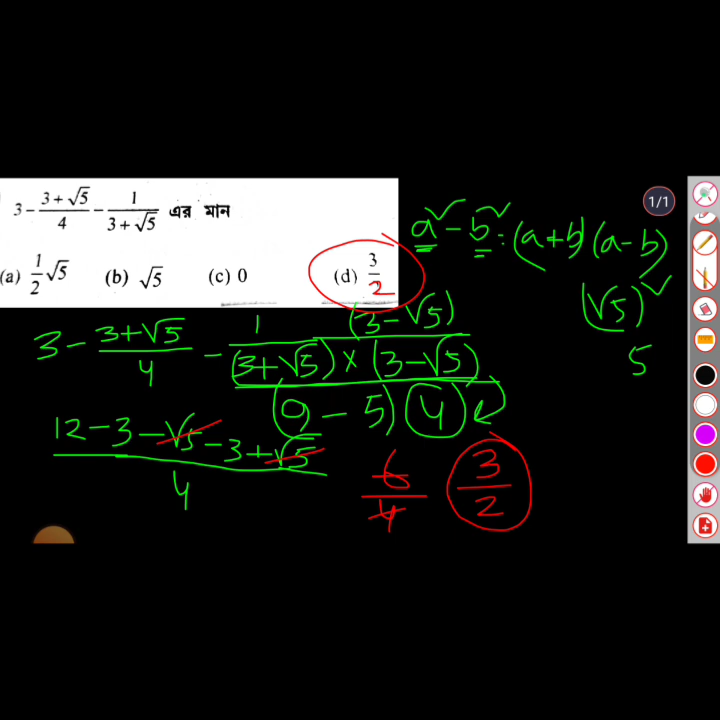 3 - (3 + √5)/4 - 1/(3 + √5) এর মান
(a) 1/2 √5 (b) √5 (c) 0 (d) 3/2
1/1
a² - b² = (a+b)(a-b)
(√5)²
5
3 - (3+√5)/4 - 1 (3-√5)/(3+√5) × (3-√5)
(9 - 5) 4
(12 - 3 - √5 - 3 + √5)/4
6/4 3/2